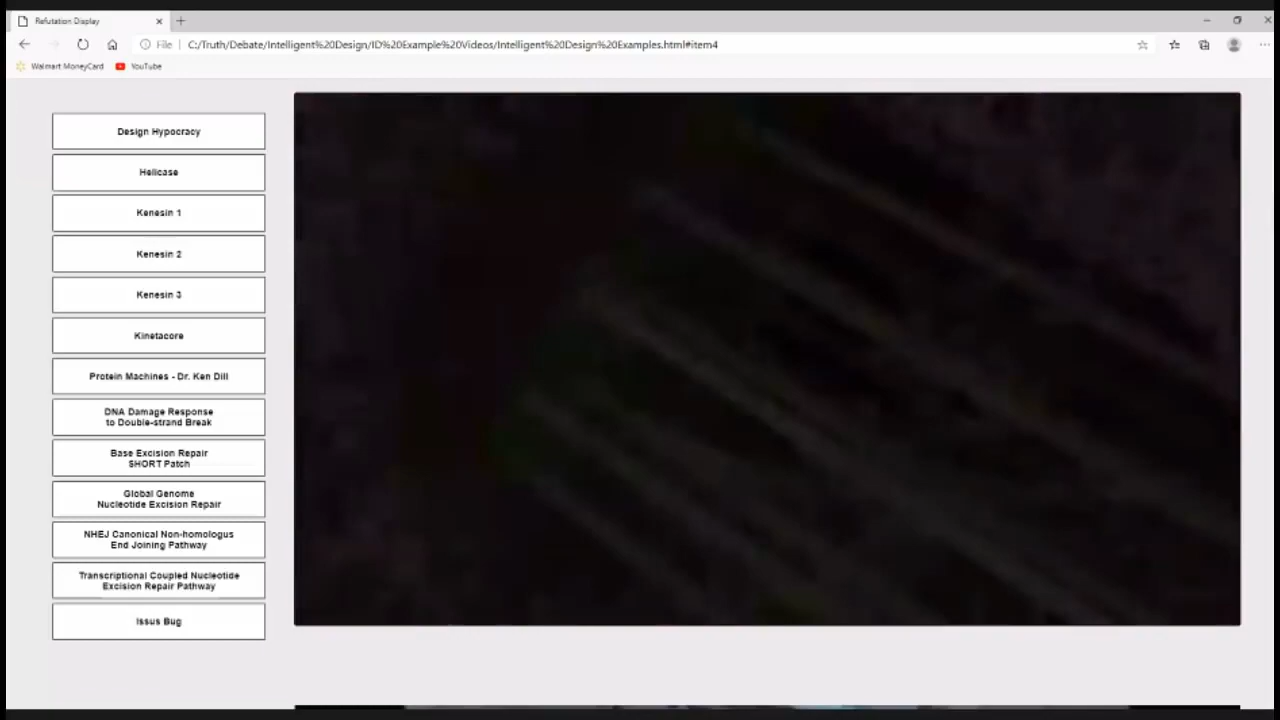 Refutation Display
File
C:/Truth/Debate/Intelligent%20Design/ID%20Example%20Videos/Intelligent%20Design%20Examples.html#item4
Walmart MoneyCard
YouTube
Design Hypocracy
Helicase
Kenesin 1
Kenesin 2
Kenesin 3
Kinetacore
Protein Machines - Dr. Ken Dill
DNA Damage Response
to Double-strand Break
Base Excision Repair
SHORT Patch
Global Genome
Nucleotide Excision Repair
NHEJ Canonical Non-homologus
End Joining Pathway
Transcriptional Coupled Nucleotide
Excision Repair Pathway
Issus Bug